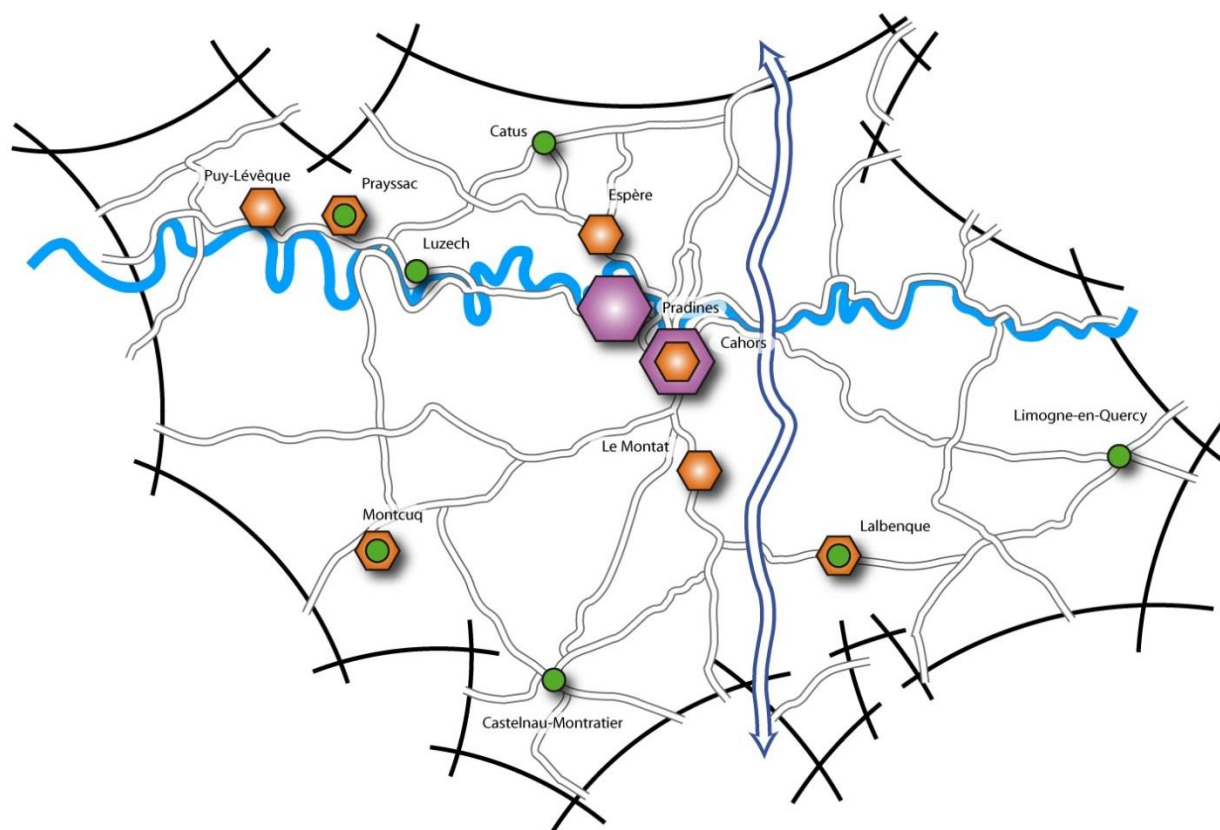 Catus
Puy-Lévêque
Prayssac
Espère
Luzech
Pradines
Cahors
Limogne-en-Quercy
Le Montat
Montcuq
Lalbenque
Castelnau-Montratier